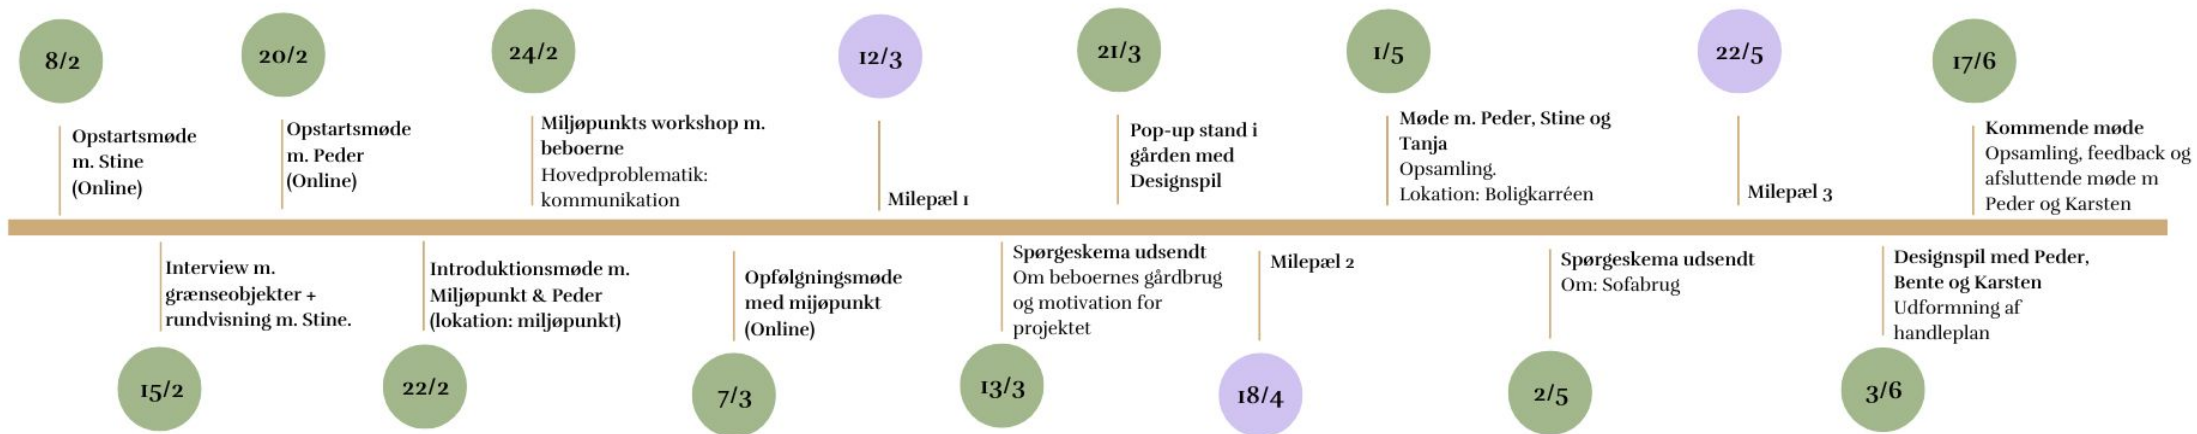 8/2
Opstartsmøde
m. Stine
(Online)
15/2
Interview m.
grænseobjekter +
rundvisning m. Stine.
20/2
Opstartsmøde
m. Peder
(Online)
22/2
Introduktionsmøde m.
Miljøpunkt & Peder
(lokation: miljøpunkt)
24/2
Miljøpunkts workshop m.
beboerne
Hovedproblematik:
kommunikation
7/3
Opfølgningsmøde
med mijøpunkt
(Online)
12/3
Milepæl 1
13/3
Spørgeskema udsendt
Om beboernes gårdbrug
og motivation for
projektet
21/3
Pop-up stand i
gården med
Designspil
18/4
Milepæl 2
1/5
Møde m. Peder, Stine og
Tanja
Opsamling.
Lokation: Boligkarréen
2/5
Spørgeskema udsendt
Om: Sofabrug
22/5
Milepæl 3
3/6
Designspil med Peder,
Bente og Karsten
Udformning af
handleplan
17/6
Kommende møde
Opsamling, feedback og
afsluttende møde m
Peder og Karsten